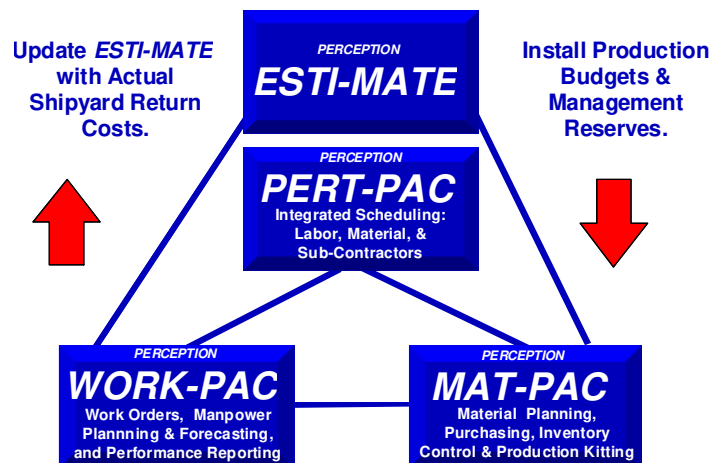 Update ESTI-MATE
with Actual
Shipyard Return
Costs.
PERCEPTION
ESTI-MATE
Install Production
Budgets &
Management
Reserves.
PERCEPTION
PERT-PAC
Integrated Scheduling:
Labor, Material, &
Sub-Contractors
PERCEPTION
WORK-PAC
Work Orders, Manpower
Plannning & Forecasting,
and Performance Reporting
PERCEPTION
MAT-PAC
Material Planning,
Purchasing, Inventory
Control & Production Kitting